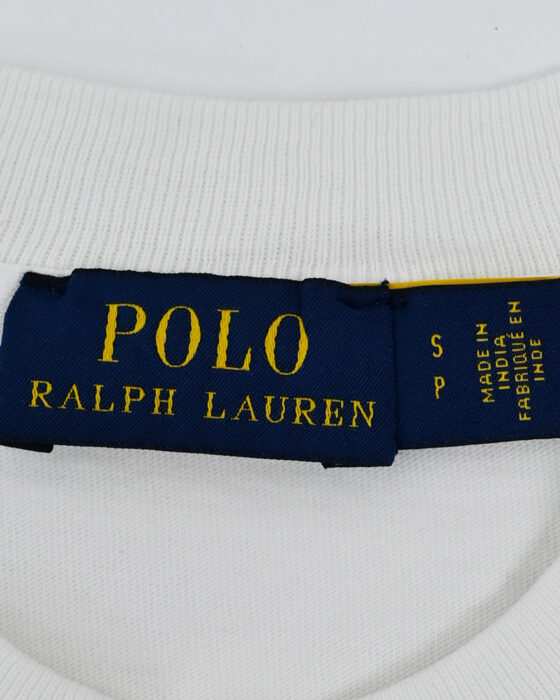 POLO
RALPH LAUREN
S
P
MADE IN
INDIA
FABRIQUÉ EN
INDE